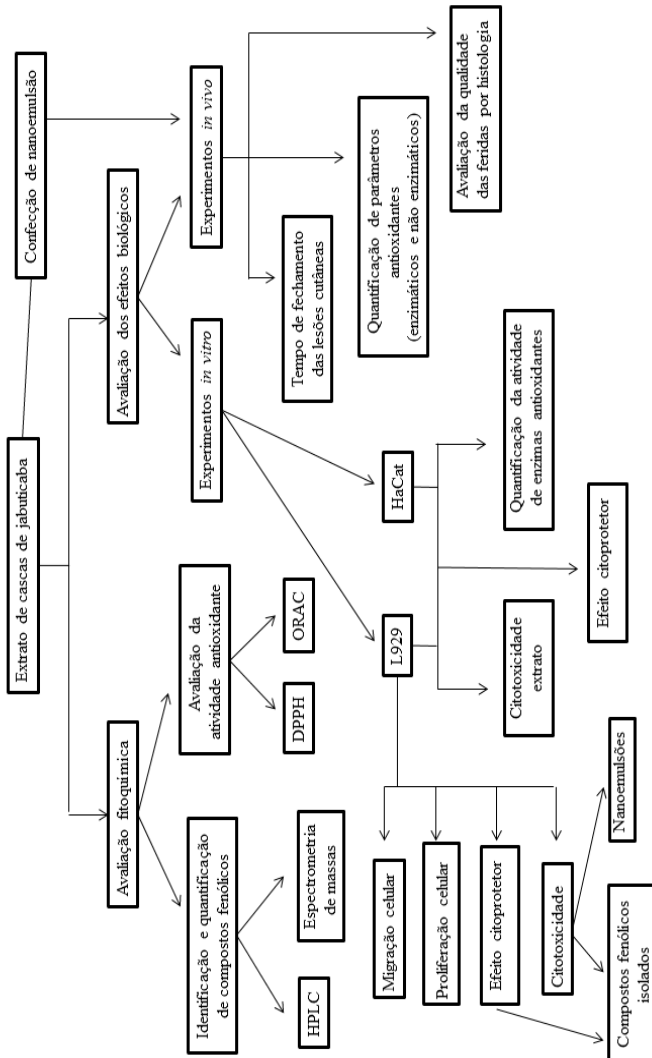 Extrato de cascas de jabuticaba
Confecção de nanoemulsão
Avaliação fitoquímica
Avaliação dos efeitos biológicos
Identificação e quantificação
de compostos fenólicos
Avaliação da
atividade antioxidante
Experimentos in vitro
Experimentos in vivo
HPLC
Espectrometria
de massas
DPPH
ORAC
Tempo de fechamento
das lesões cutâneas
Quantificação de parâmetros
antioxidantes
(enzimáticos e não enzimáticos)
Avaliação da qualidade
das feridas por histologia
L929
HaCat
Migração celular
Proliferação celular
Efeito citoprotetor
Citotoxicidade
Citotoxicidade
extrato
Quantificação da atividade
de enzimas antioxidantes
Efeito citoprotetor
Compostos fenólicos
isolados
Nanoemulsões